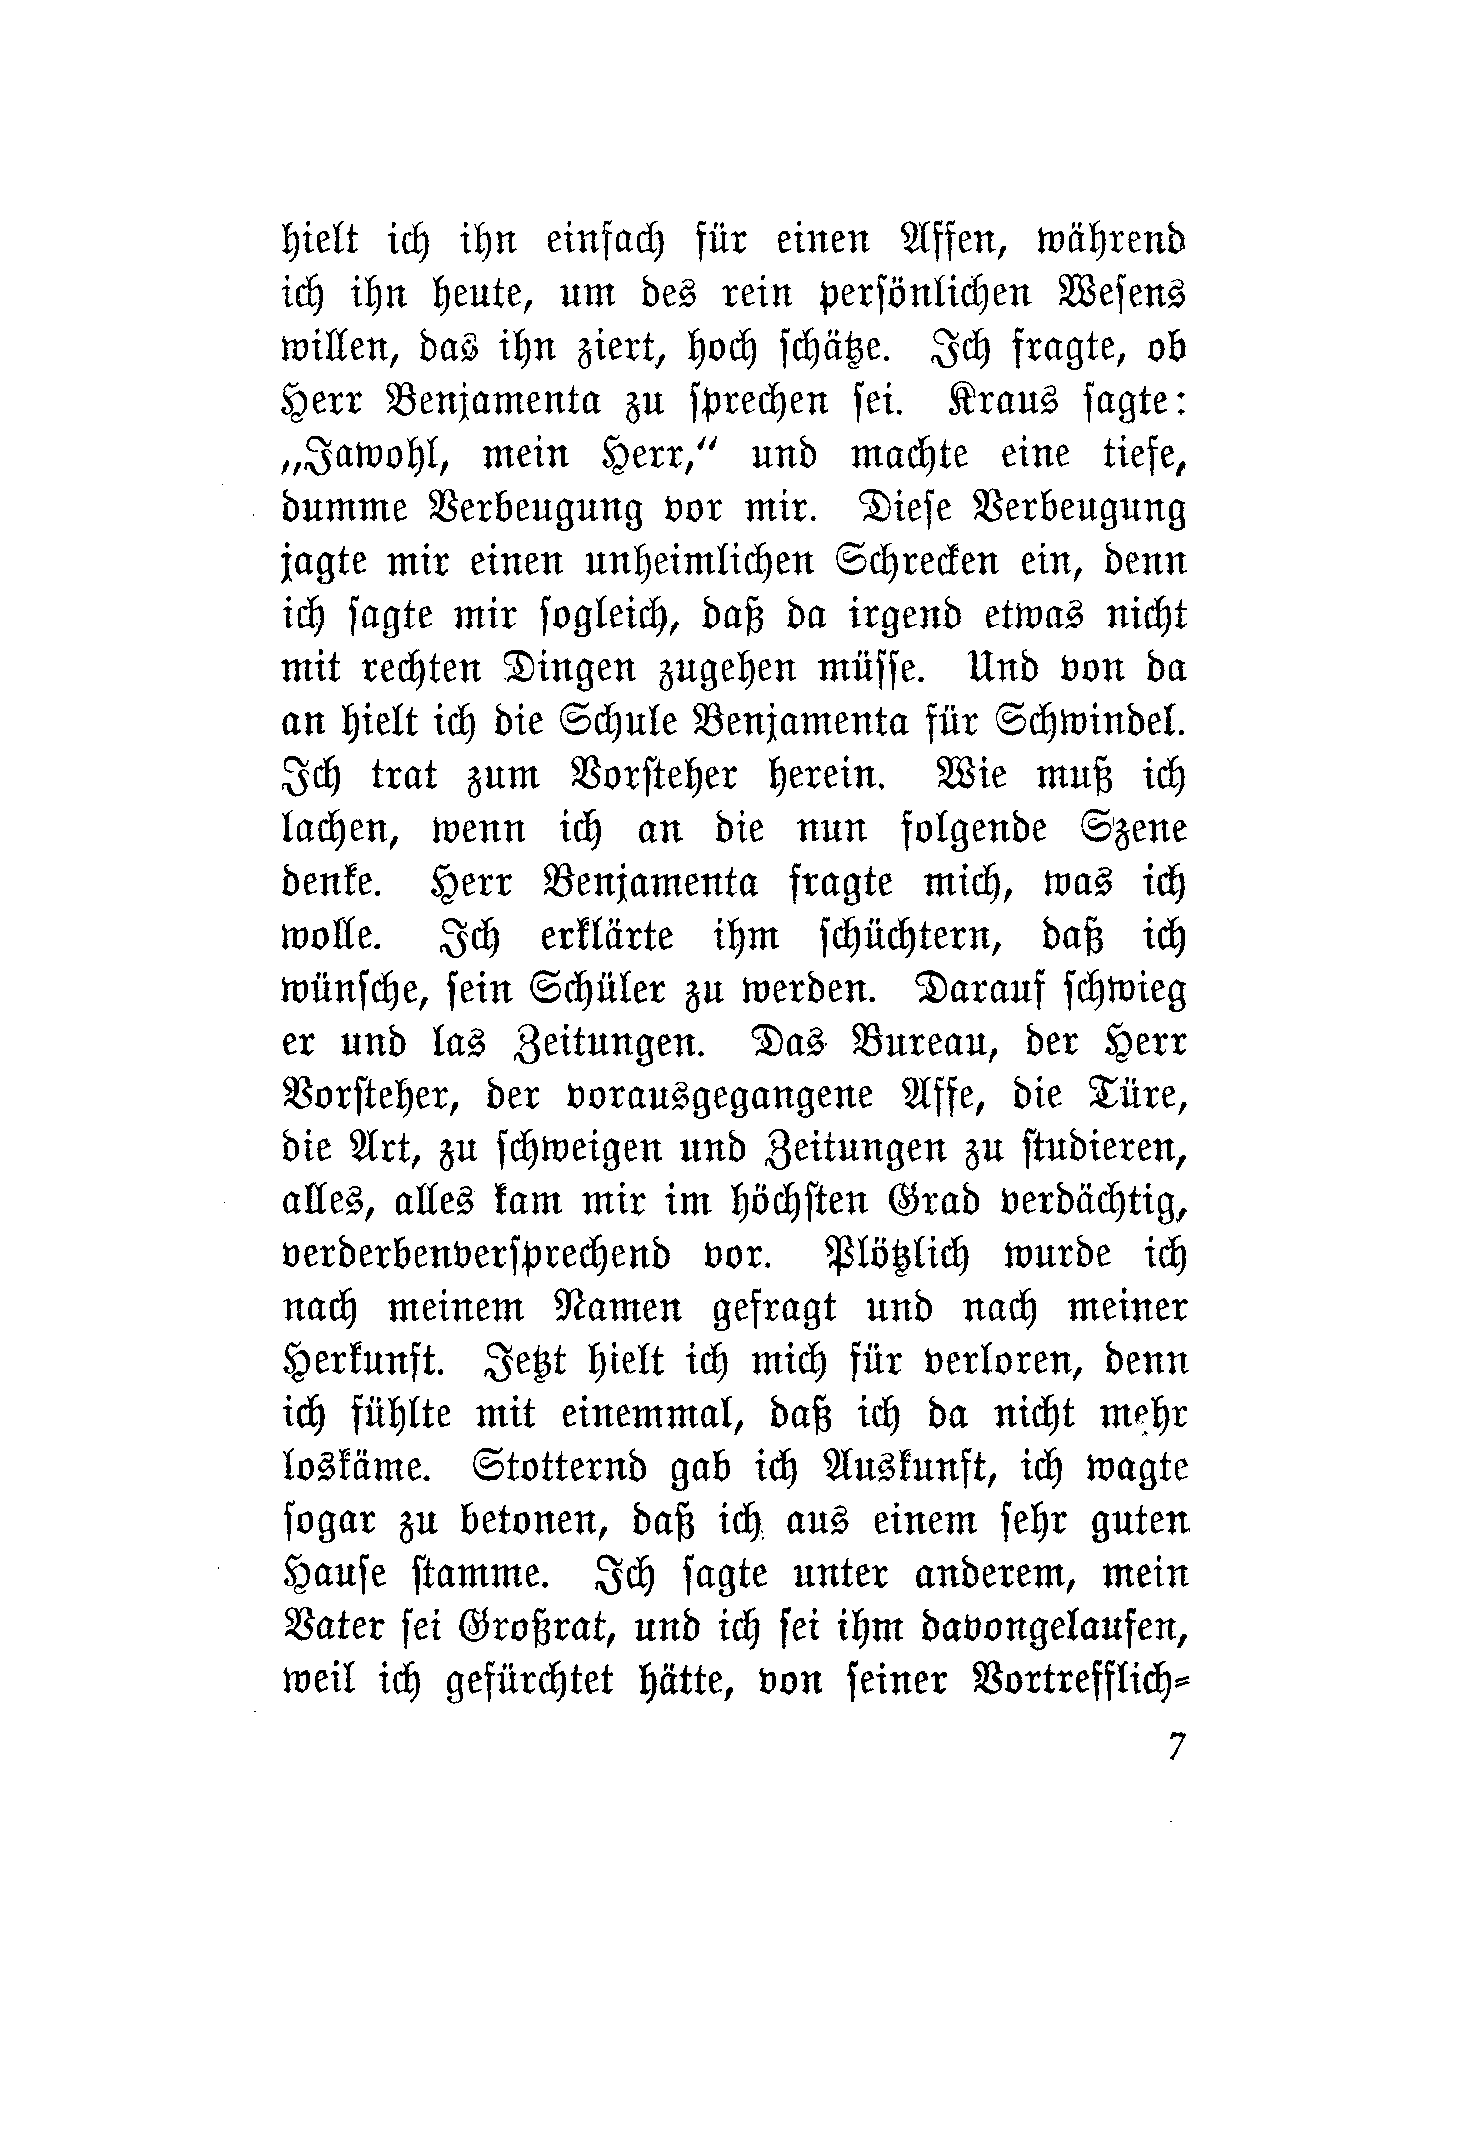 hielt ich ihn einfach für einen Affen, während
ich ihn heute, um des rein persönlichen Wesens
willen, das ihn ziert, hoch schätze. Ich fragte, ob
Herr Benjamenta zu sprechen sei. Kraus sagte:
„Jawohl, mein Herr,“ und machte eine tiefe,
dumme Verbeugung vor mir. Diese Verbeugung
jagte mir einen unheimlichen Schrecken ein, denn
ich sagte mir sogleich, daß da irgend etwas nicht
mit rechten Dingen zugehen müsse. Und von da
an hielt ich die Schule Benjamenta für Schwindel.
Ich trat zum Vorsteher herein. Wie muß ich
lachen, wenn ich an die nun folgende Szene
denke. Herr Benjamenta fragte mich, was ich
wolle. Ich erklärte ihm schüchtern, daß ich
wünsche, sein Schüler zu werden. Darauf schwieg
er und las Zeitungen. Das Bureau, der Herr
Vorsteher, der vorausgegangene Affe, die Türe,
die Art, zu schweigen und Zeitungen zu studieren,
alles, alles kam mir im höchsten Grad verdächtig,
verderbenversprechend vor. Plötzlich wurde ich
nach meinem Namen gefragt und nach meiner
Herkunft. Jetzt hielt ich mich für verloren, denn
ich fühlte mit einemmal, daß ich da nicht mehr
loskäme. Stotternd gab ich Auskunft, ich wagte
sogar zu betonen, daß ich aus einem sehr guten
Hause stamme. Ich sagte unter anderem, mein
Vater sei Großrat, und ich sei ihm davongelaufen,
weil ich gefürchtet hätte, von seiner Vortrefflich-
7